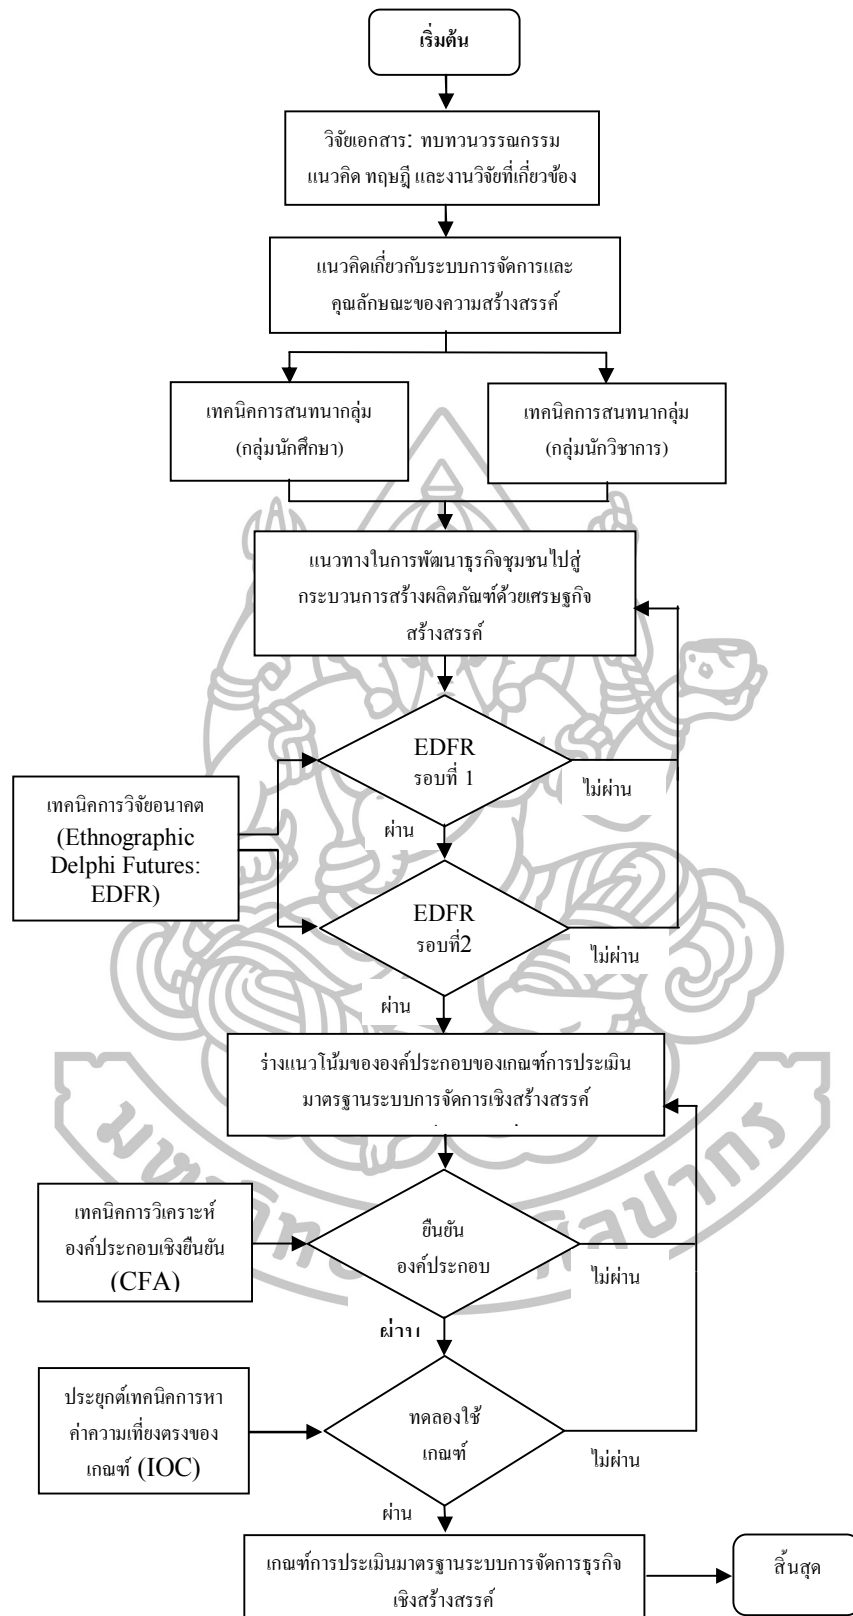 เริ่มต้น
วิจัยเอกสาร: ทบทวนวรรณกรรม
แนวคิด ทฤษฎี และงานวิจัยที่เกี่ยวข้อง
แนวคิดเกี่ยวกับระบบการจัดการและ
คุณลักษณะของความสร้างสรรค์
เทคนิคการสนทนากลุ่ม
(กลุ่มนักศึกษา)
เทคนิคการสนทนากลุ่ม
(กลุ่มนักวิชาการ)
แนวทางในการพัฒนาธุรกิจชุมชนไปสู่
กระบวนการสร้างผลิตภัณฑ์ด้วยเศรษฐกิจ
สร้างสรรค์
EDFR
รอบที่ 1
ไม่ผ่าน
ผ่าน
เทคนิคการวิจัยอนาคต
(Ethnographic
Delphi Futures:
EDFR)
EDFR
รอบที่2
ไม่ผ่าน
ผ่าน
ร่างแนวโน้มขององค์ประกอบของเกณฑ์การประเมิน
มาตรฐานระบบการจัดการเชิงสร้างสรรค์
เทคนิคการวิเคราะห์
องค์ประกอบเชิงยืนยัน
(CFA)
ยืนยัน
องค์ประกอบ
ไม่ผ่าน
ผ่าน
ประยุกต์เทคนิคการหา
ค่าความเที่ยงตรงของ
เกณฑ์ (IOC)
ทดลองใช้
เกณฑ์
ไม่ผ่าน
ผ่าน
เกณฑ์การประเมินมาตรฐานระบบการจัดการธุรกิจ
เชิงสร้างสรรค์
สิ้นสุด